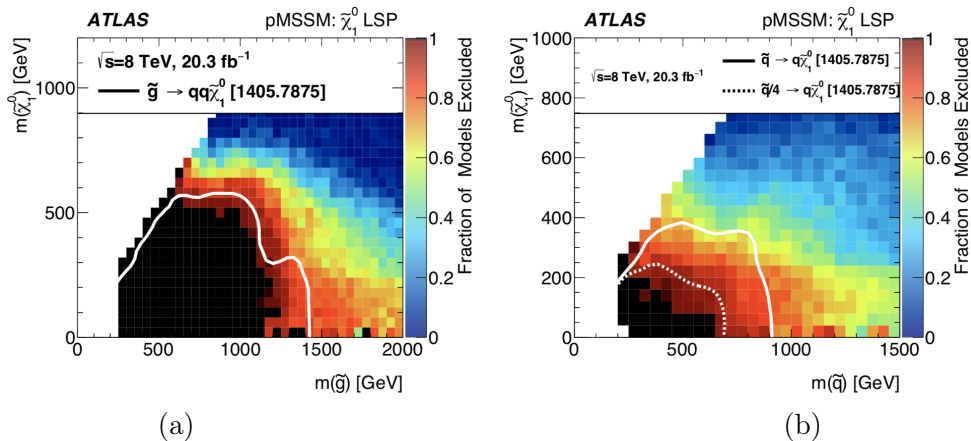 ATLAS pMSSM: χ̃₁⁰ LSP
m(χ̃₁⁰) [GeV]
1000
500
0
√s=8 TeV, 20.3 fb⁻¹
g̃ → qqχ̃₁⁰ [1405.7875]
0 500 1000 1500 2000
m(g̃) [GeV]
1
0.8
0.6
0.4
0.2
0
Fraction of Models Excluded
(a)
ATLAS pMSSM: χ̃₁⁰ LSP
m(χ̃₁⁰) [GeV]
1000
800
600
400
200
0
√s=8 TeV, 20.3 fb⁻¹
q̃ → qχ̃₁⁰ [1405.7875]
q̃/4 → qχ̃₁⁰ [1405.7875]
0 500 1000 1500
m(q̃) [GeV]
1
0.8
0.6
0.4
0.2
0
Fraction of Models Excluded
(b)